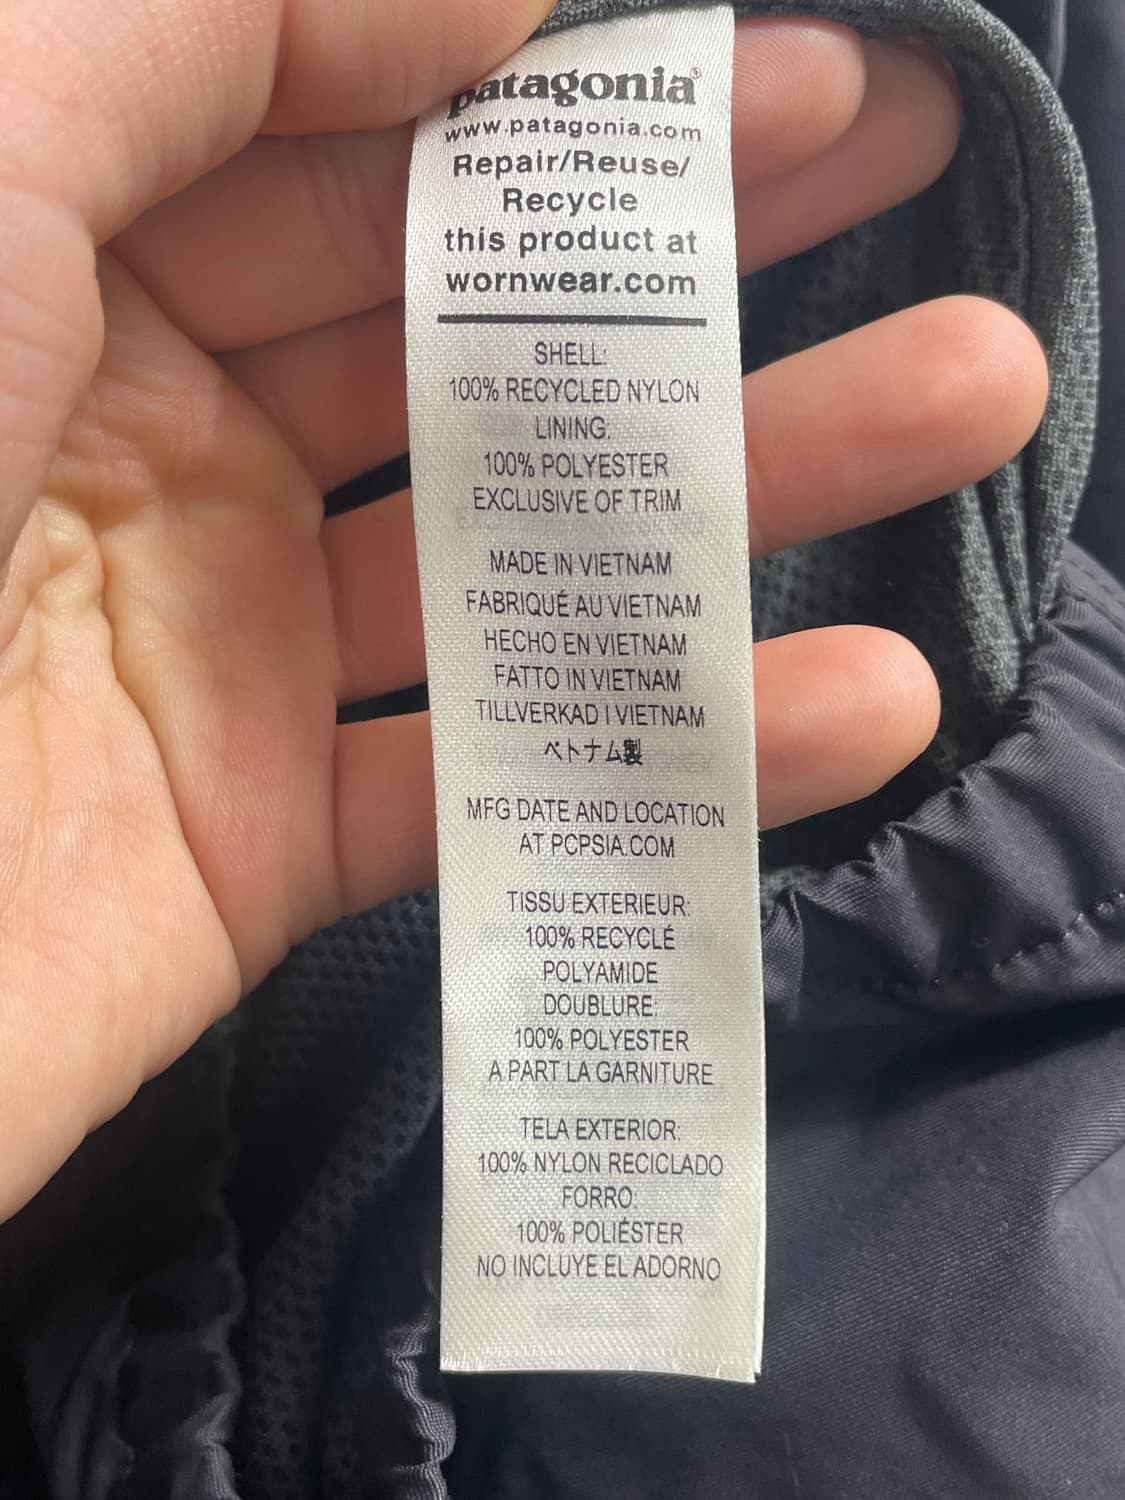 patagonia®
www.patagonia.com
Repair/Reuse/
Recycle
this product at
wornwear.com
SHELL:
100% RECYCLED NYLON
LINING:
100% POLYESTER
EXCLUSIVE OF TRIM
MADE IN VIETNAM
FABRIQUÉ AU VIETNAM
HECHO EN VIETNAM
FATTO IN VIETNAM
TILLVERKAD I VIETNAM
ベトナム製
MFG DATE AND LOCATION
AT PCPSIA.COM
TISSU EXTERIEUR:
100% RECYCLÉ
POLYAMIDE
DOUBLURE:
100% POLYESTER
A PART LA GARNITURE
TELA EXTERIOR:
100% NYLON RECICLADO
FORRO:
100% POLIÉSTER
NO INCLUYE EL ADORNO